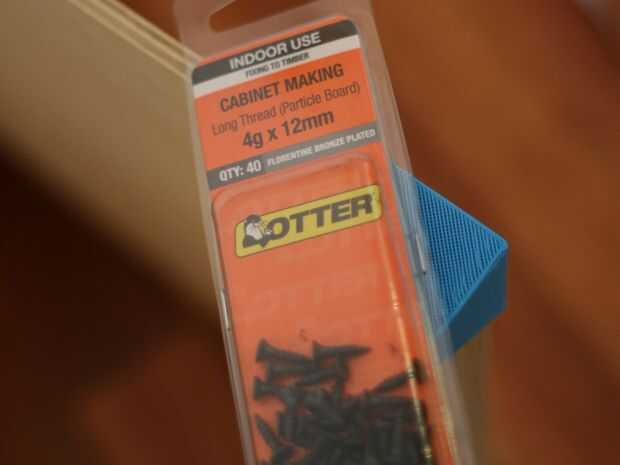 INDOOR USE
FIXING TO TIMBER
CABINET MAKING
Long Thread (Particle Board)
4g x 12mm
QTY: 40 FLORENTINE BRONZE PLATED
OTTER
OTTER